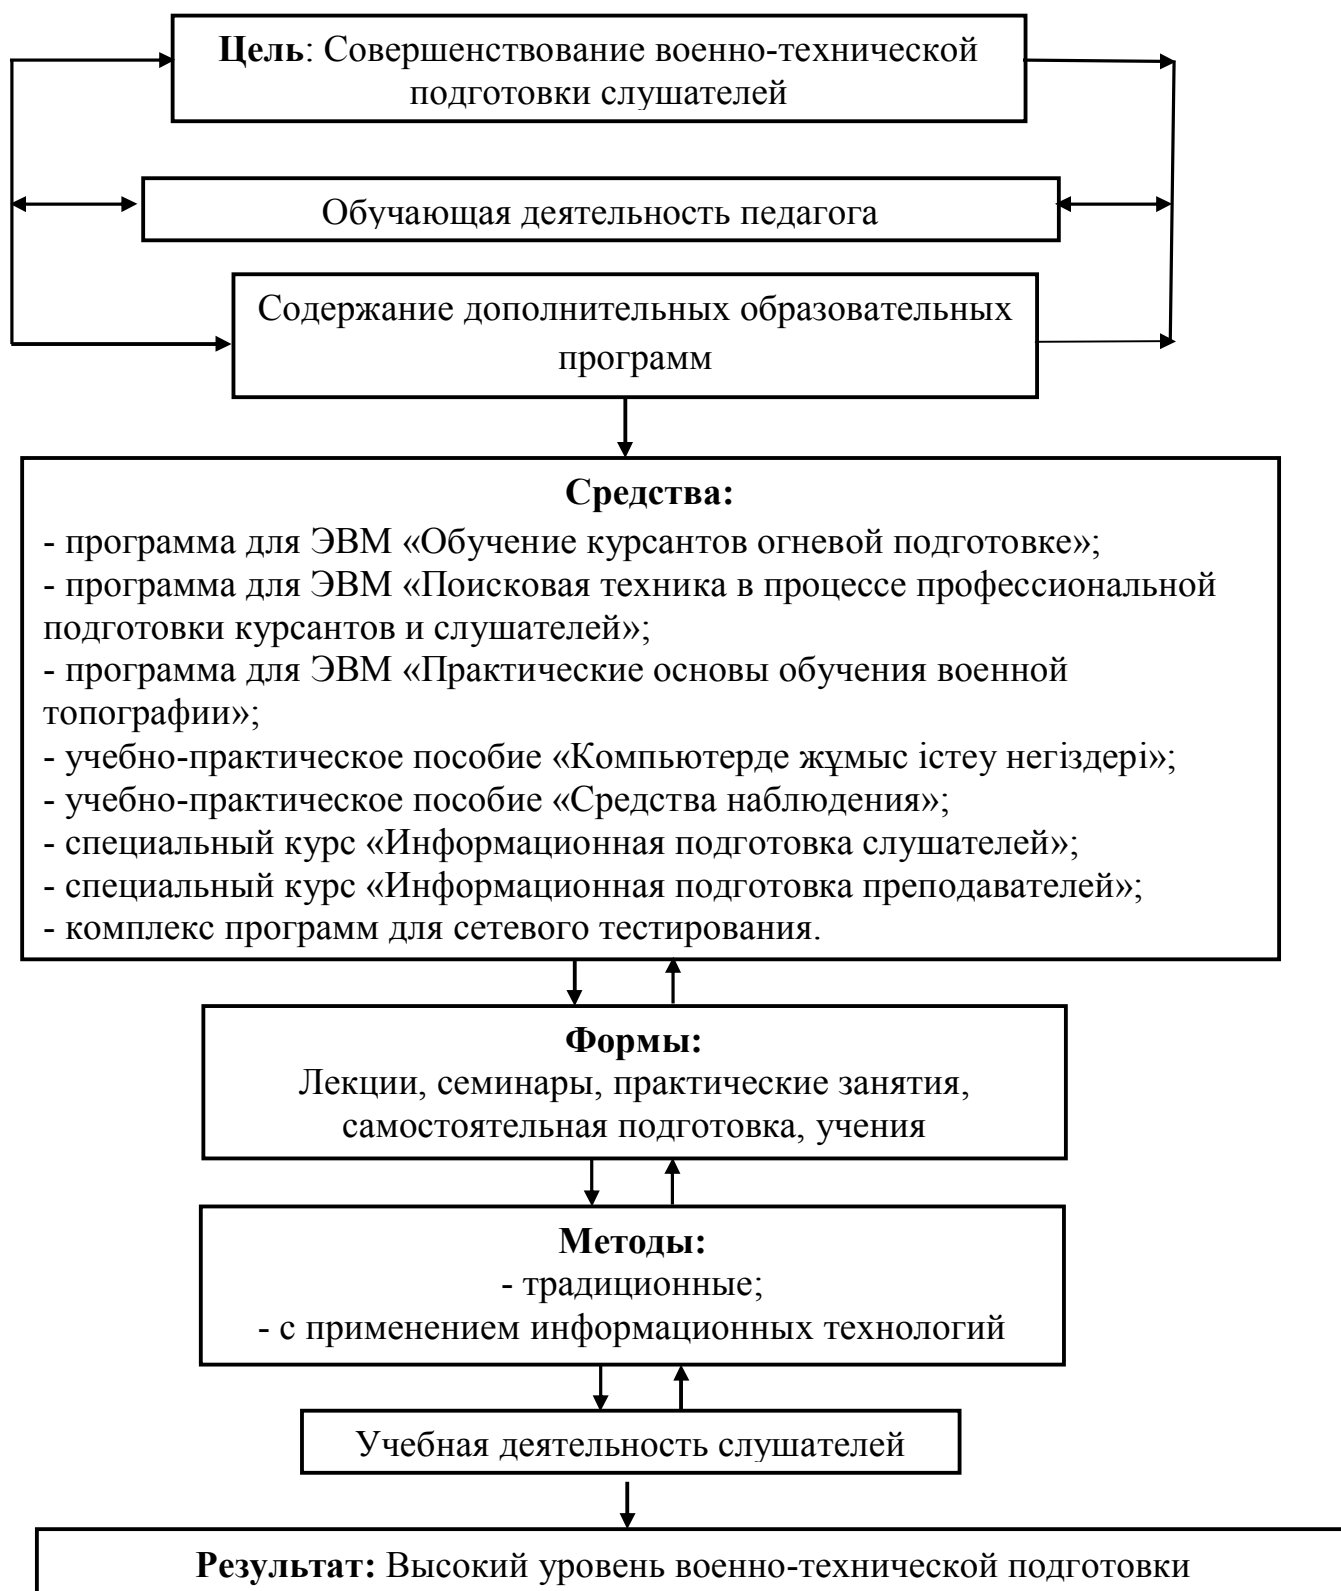 Цель: Совершенствование военно-технической
подготовки слушателей
Обучающая деятельность педагога
Содержание дополнительных образовательных
программ
Средства:
- программа для ЭВМ «Обучение курсантов огневой подготовке»;
- программа для ЭВМ «Поисковая техника в процессе профессиональной
подготовки курсантов и слушателей»;
- программа для ЭВМ «Практические основы обучения военной
топографии»;
- учебно-практическое пособие «Компьютерде жұмыс істеу негіздері»;
- учебно-практическое пособие «Средства наблюдения»;
- специальный курс «Информационная подготовка слушателей»;
- специальный курс «Информационная подготовка преподавателей»;
- комплекс программ для сетевого тестирования.
Формы:
Лекции, семинары, практические занятия,
самостоятельная подготовка, учения
Методы:
- традиционные;
- с применением информационных технологий
Учебная деятельность слушателей
Результат: Высокий уровень военно-технической подготовки